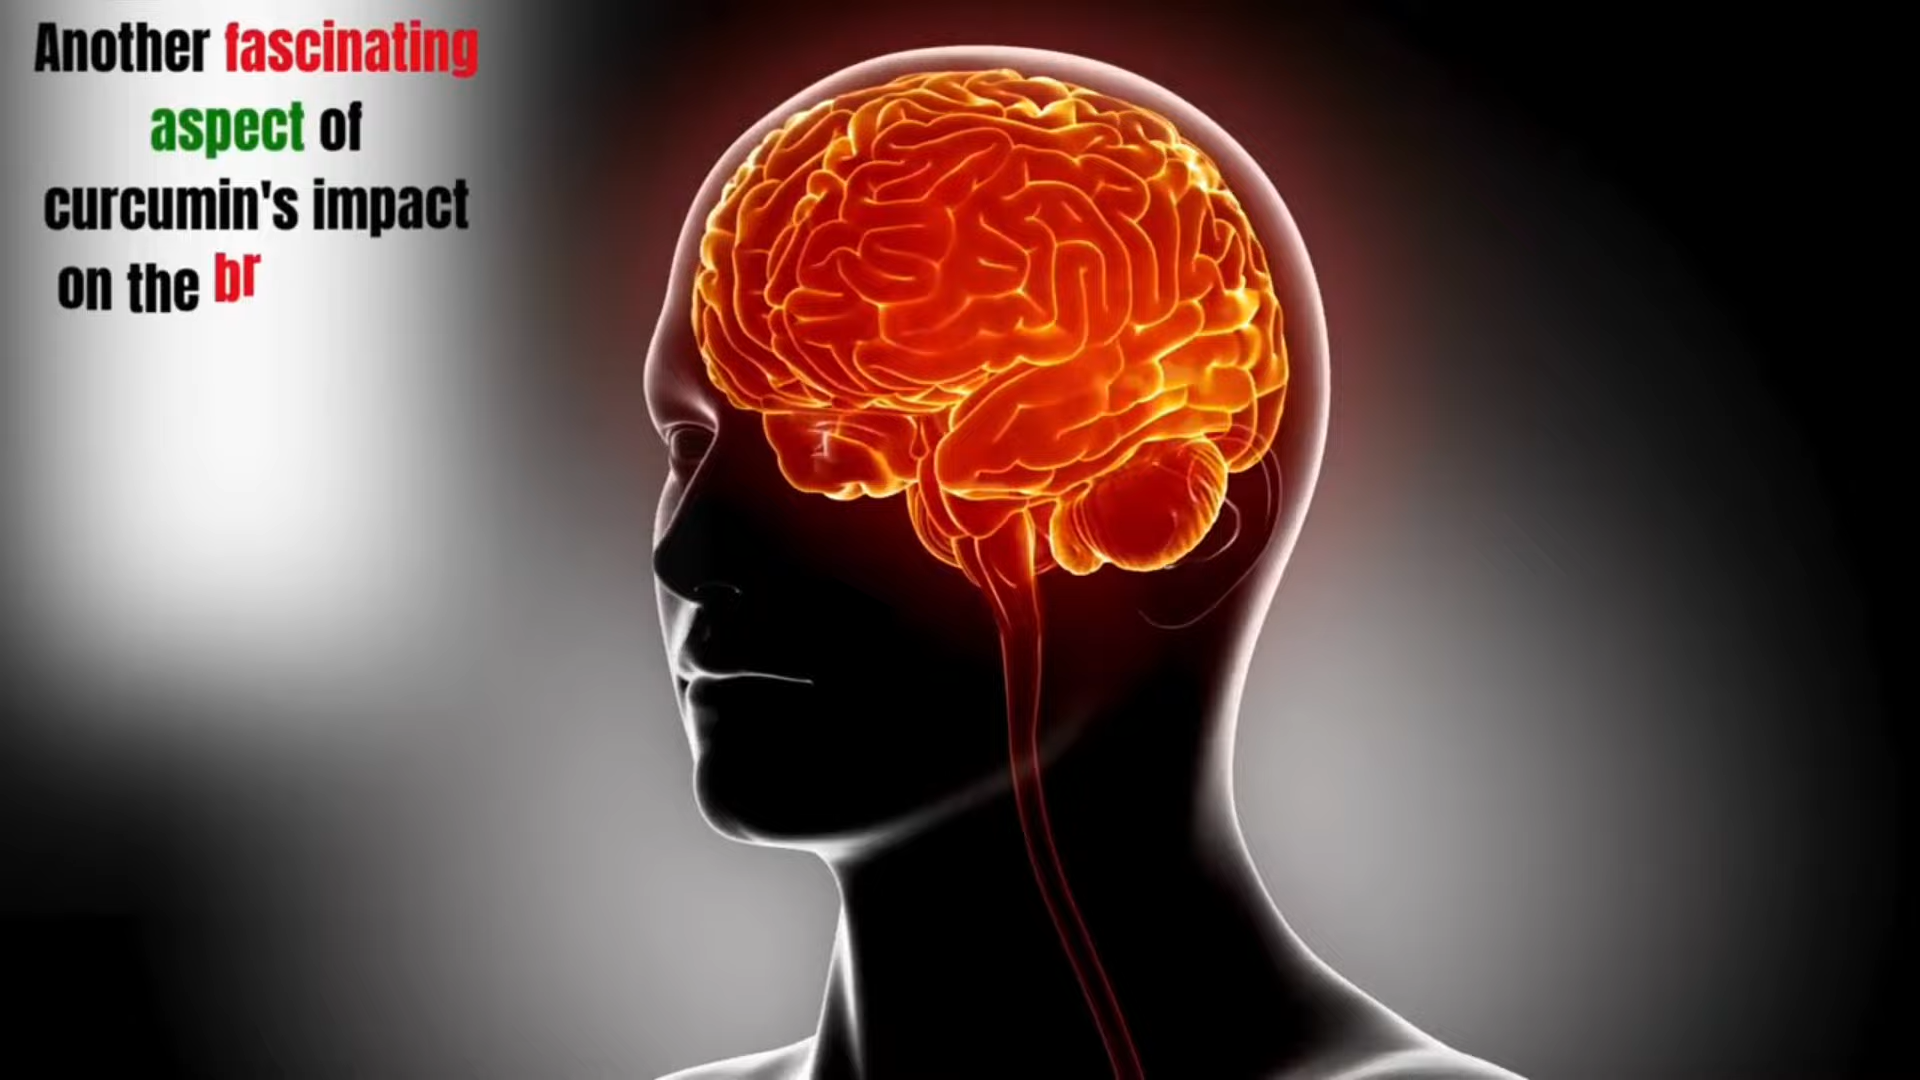 Another fascinating
aspect of
curcumin's impact
on the br